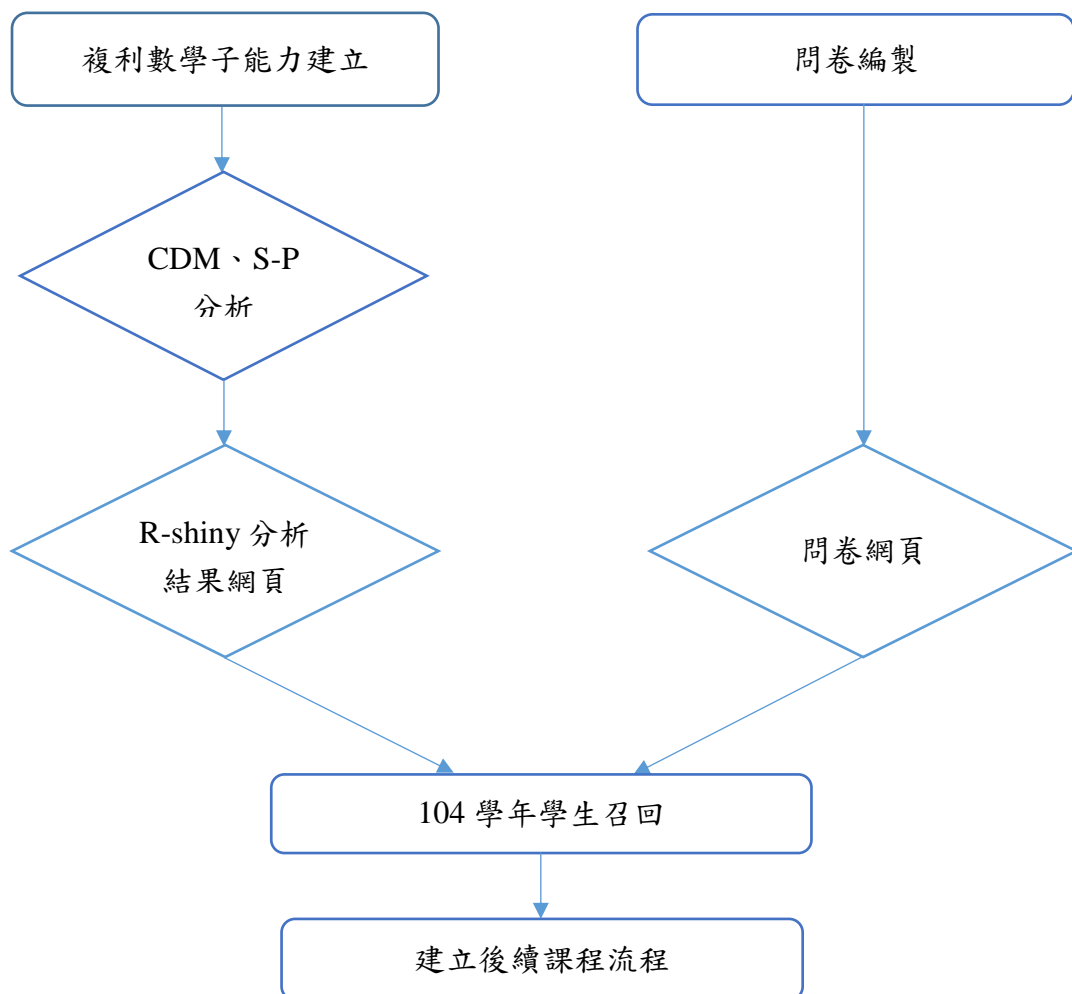 複利數學子能力建立
問卷編製
CDM、S-P
分析
R-shiny 分析
結果網頁
問卷網頁
104 學年學生召回
建立後續課程流程